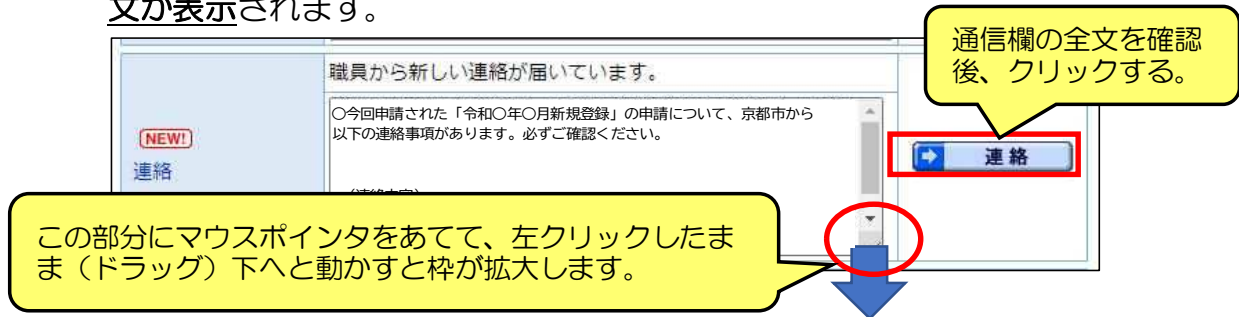 文が表示されます。
通信欄の全文を確認
後、クリックする。
職員から新しい連絡が届いています。
〇今回申請された「令和〇年〇月新規登録」の申請について、京都市から
以下の連絡事項があります。必ずご確認ください。
NEW!
連絡
連 絡
この部分にマウスポインタをあてて、左クリックしたま
ま（ドラッグ）下へと動かすと枠が拡大します。